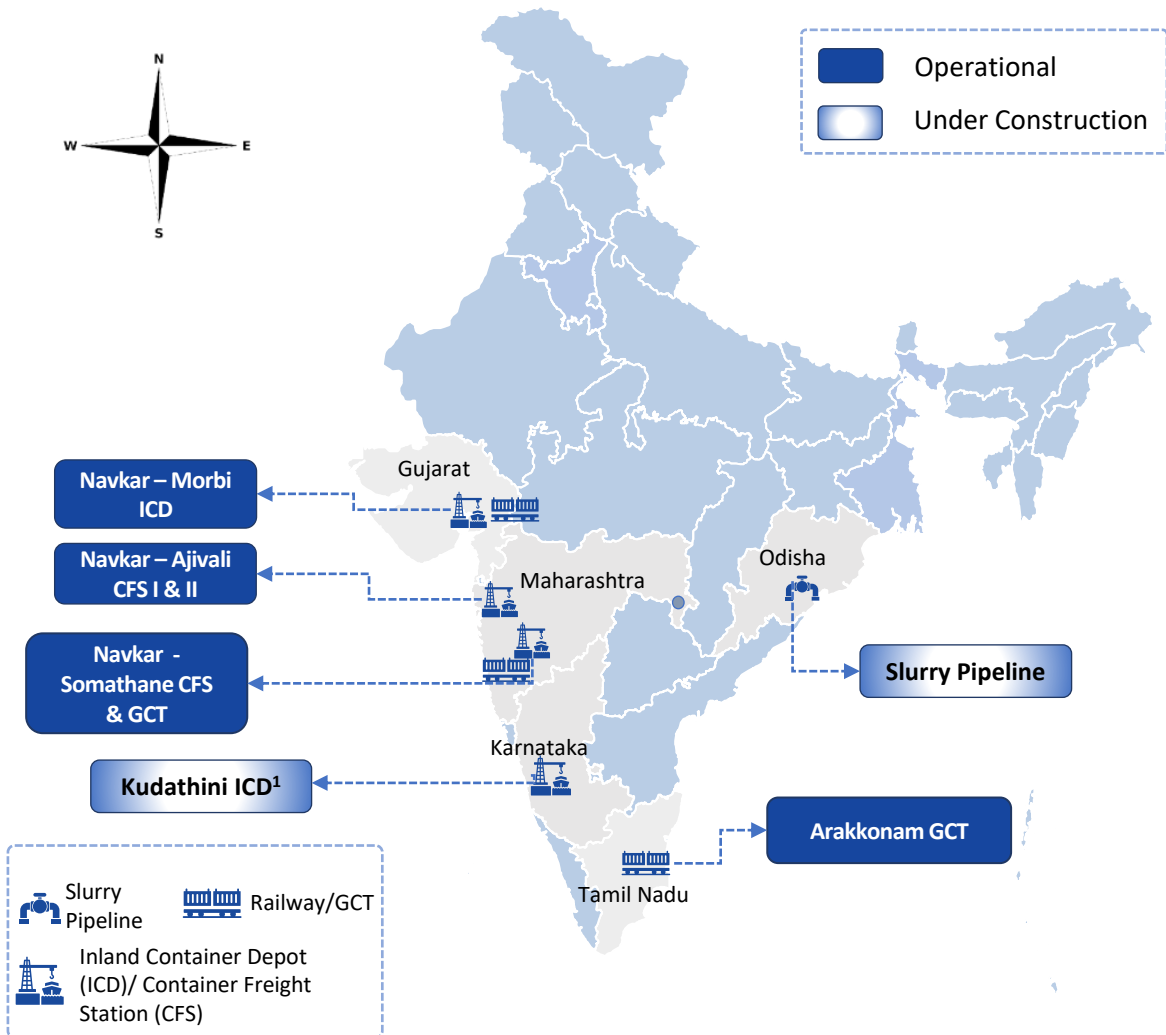 N
W
E
S
Operational
Under Construction
Gujarat
Navkar – Morbi
ICD
Navkar – Ajivali
CFS I & II
Maharashtra
Odisha
Navkar -
Somathane CFS
& GCT
Slurry Pipeline
Karnataka
Kudathini ICD¹
Arakkonam GCT
Tamil Nadu
Slurry
Pipeline
Railway/GCT
Inland Container Depot
(ICD)/ Container Freight
Station (CFS)